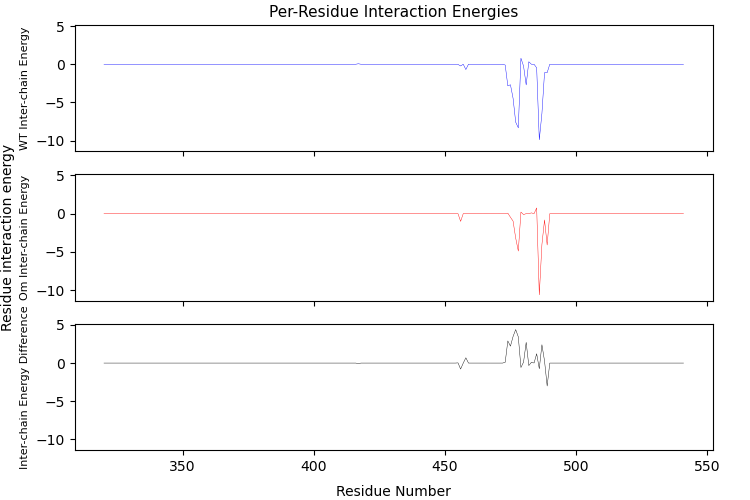 Per-Residue Interaction Energies
Residue interaction energy
WT Inter-chain Energy
5
0
−5
−10
Om Inter-chain Energy
5
0
−5
−10
Inter-chain Energy Difference
5
0
−5
−10
350 400 450 500 550
Residue Number